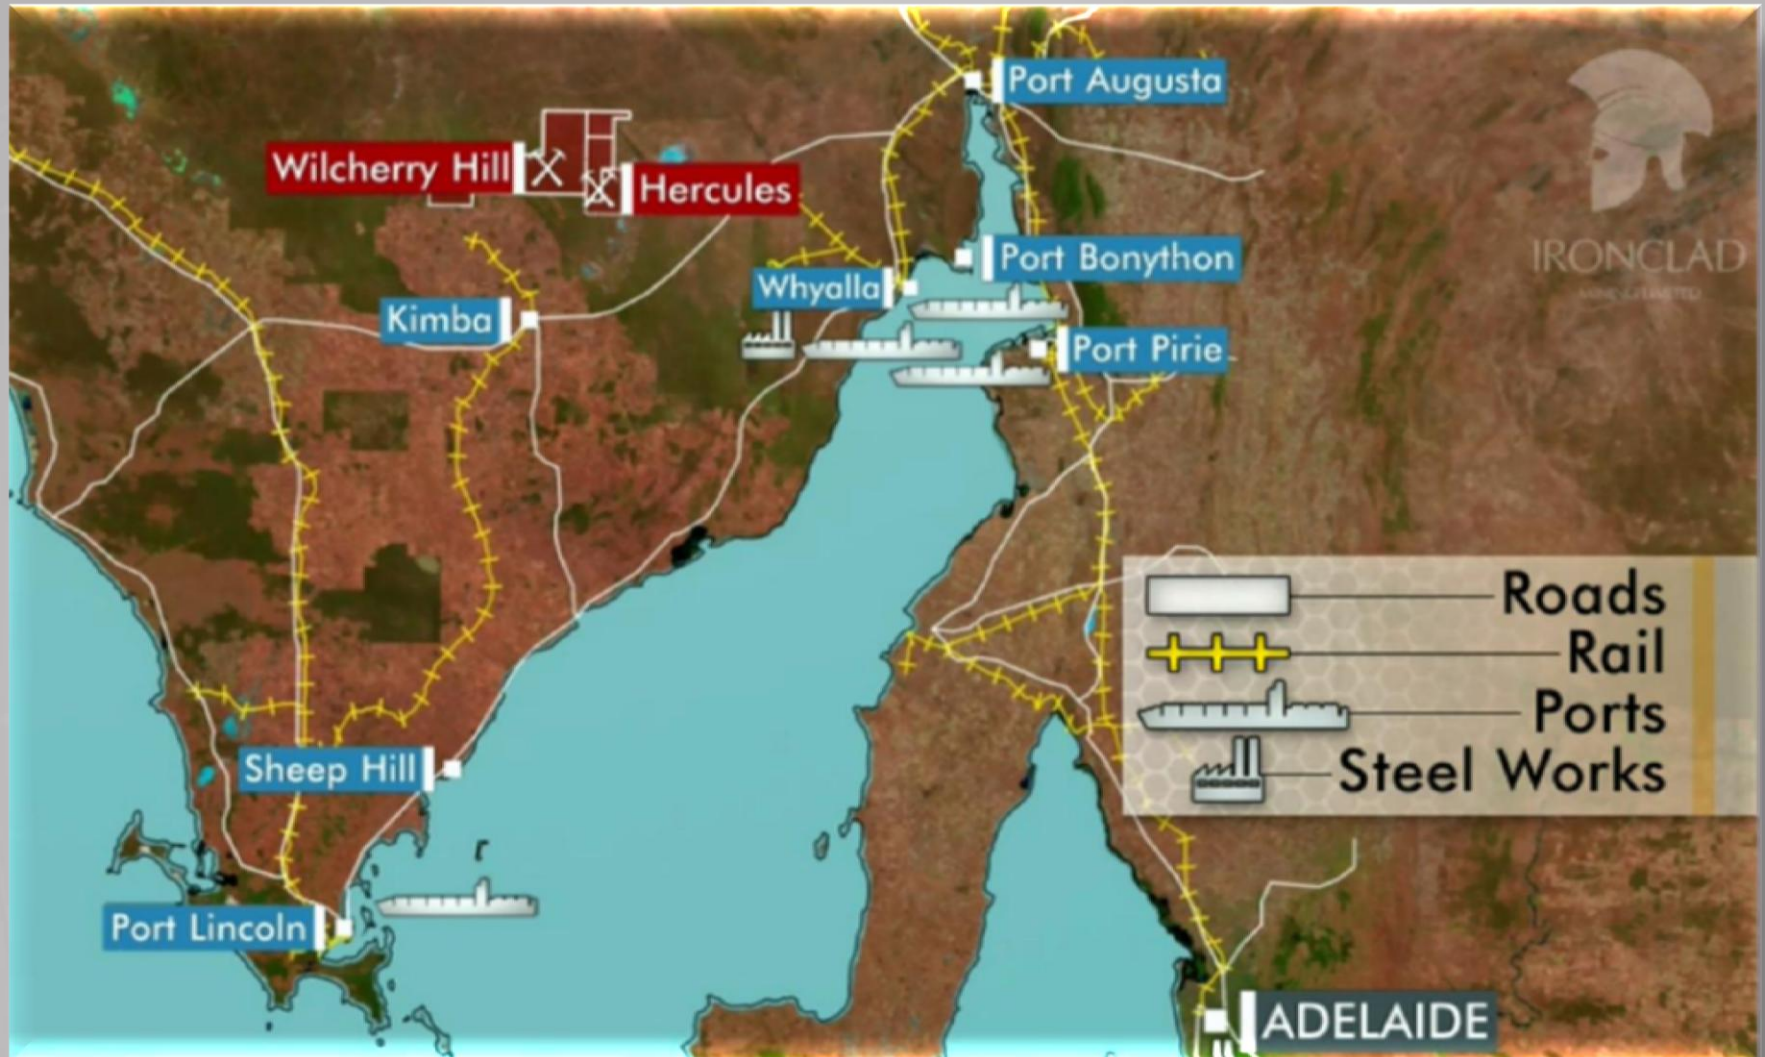 Port Augusta
Wilcherry Hill
Hercules
IRONCLAD
Port Bonython
Whyalla
Kimba
Port Pirie
Roads
Rail
Ports
Steel Works
Sheep Hill
Port Lincoln
ADELAIDE